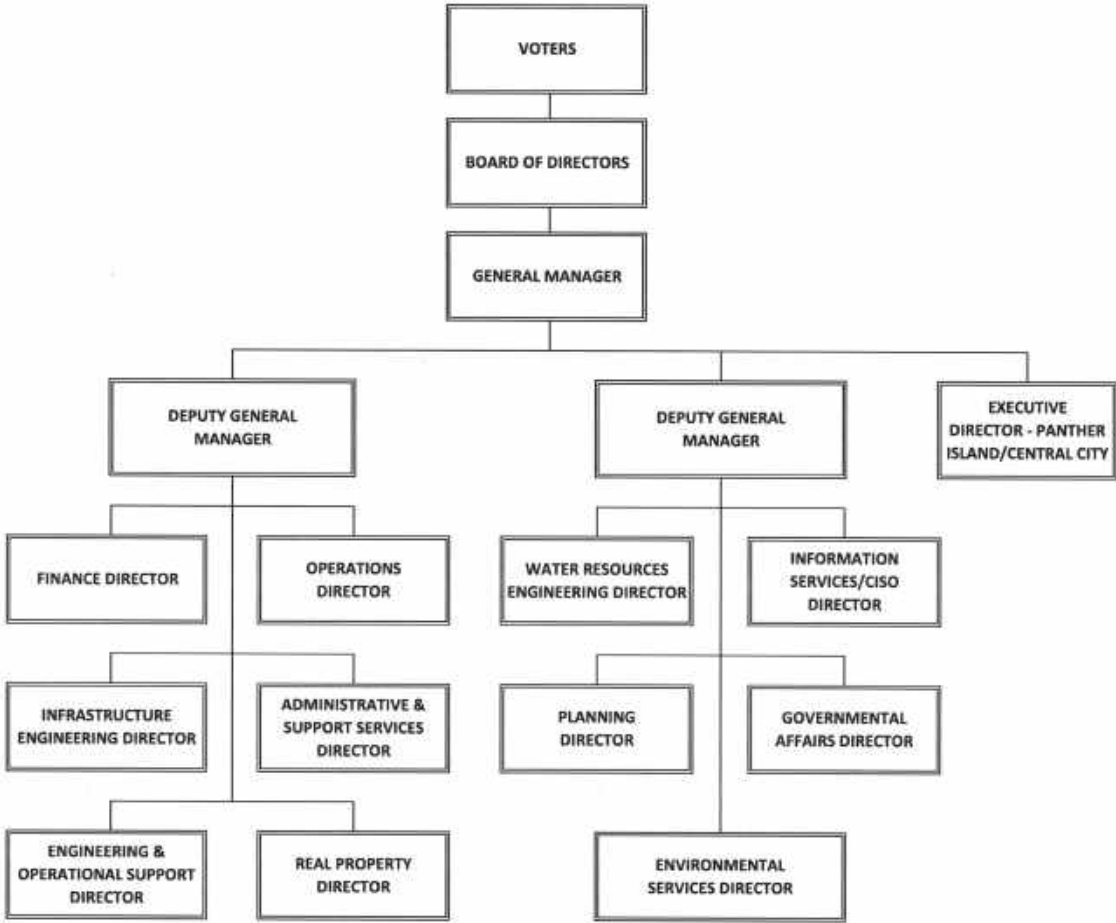 VOTERS
BOARD OF DIRECTORS
GENERAL MANAGER
DEPUTY GENERAL
MANAGER
DEPUTY GENERAL
MANAGER
EXECUTIVE
DIRECTOR - PANTHER
ISLAND/CENTRAL CITY
FINANCE DIRECTOR
OPERATIONS
DIRECTOR
WATER RESOURCES
ENGINEERING DIRECTOR
INFORMATION
SERVICES/CISO
DIRECTOR
INFRASTRUCTURE
ENGINEERING DIRECTOR
ADMINISTRATIVE &
SUPPORT SERVICES
DIRECTOR
PLANNING
DIRECTOR
GOVERNMENTAL
AFFAIRS DIRECTOR
ENGINEERING &
OPERATIONAL SUPPORT
DIRECTOR
REAL PROPERTY
DIRECTOR
ENVIRONMENTAL
SERVICES DIRECTOR